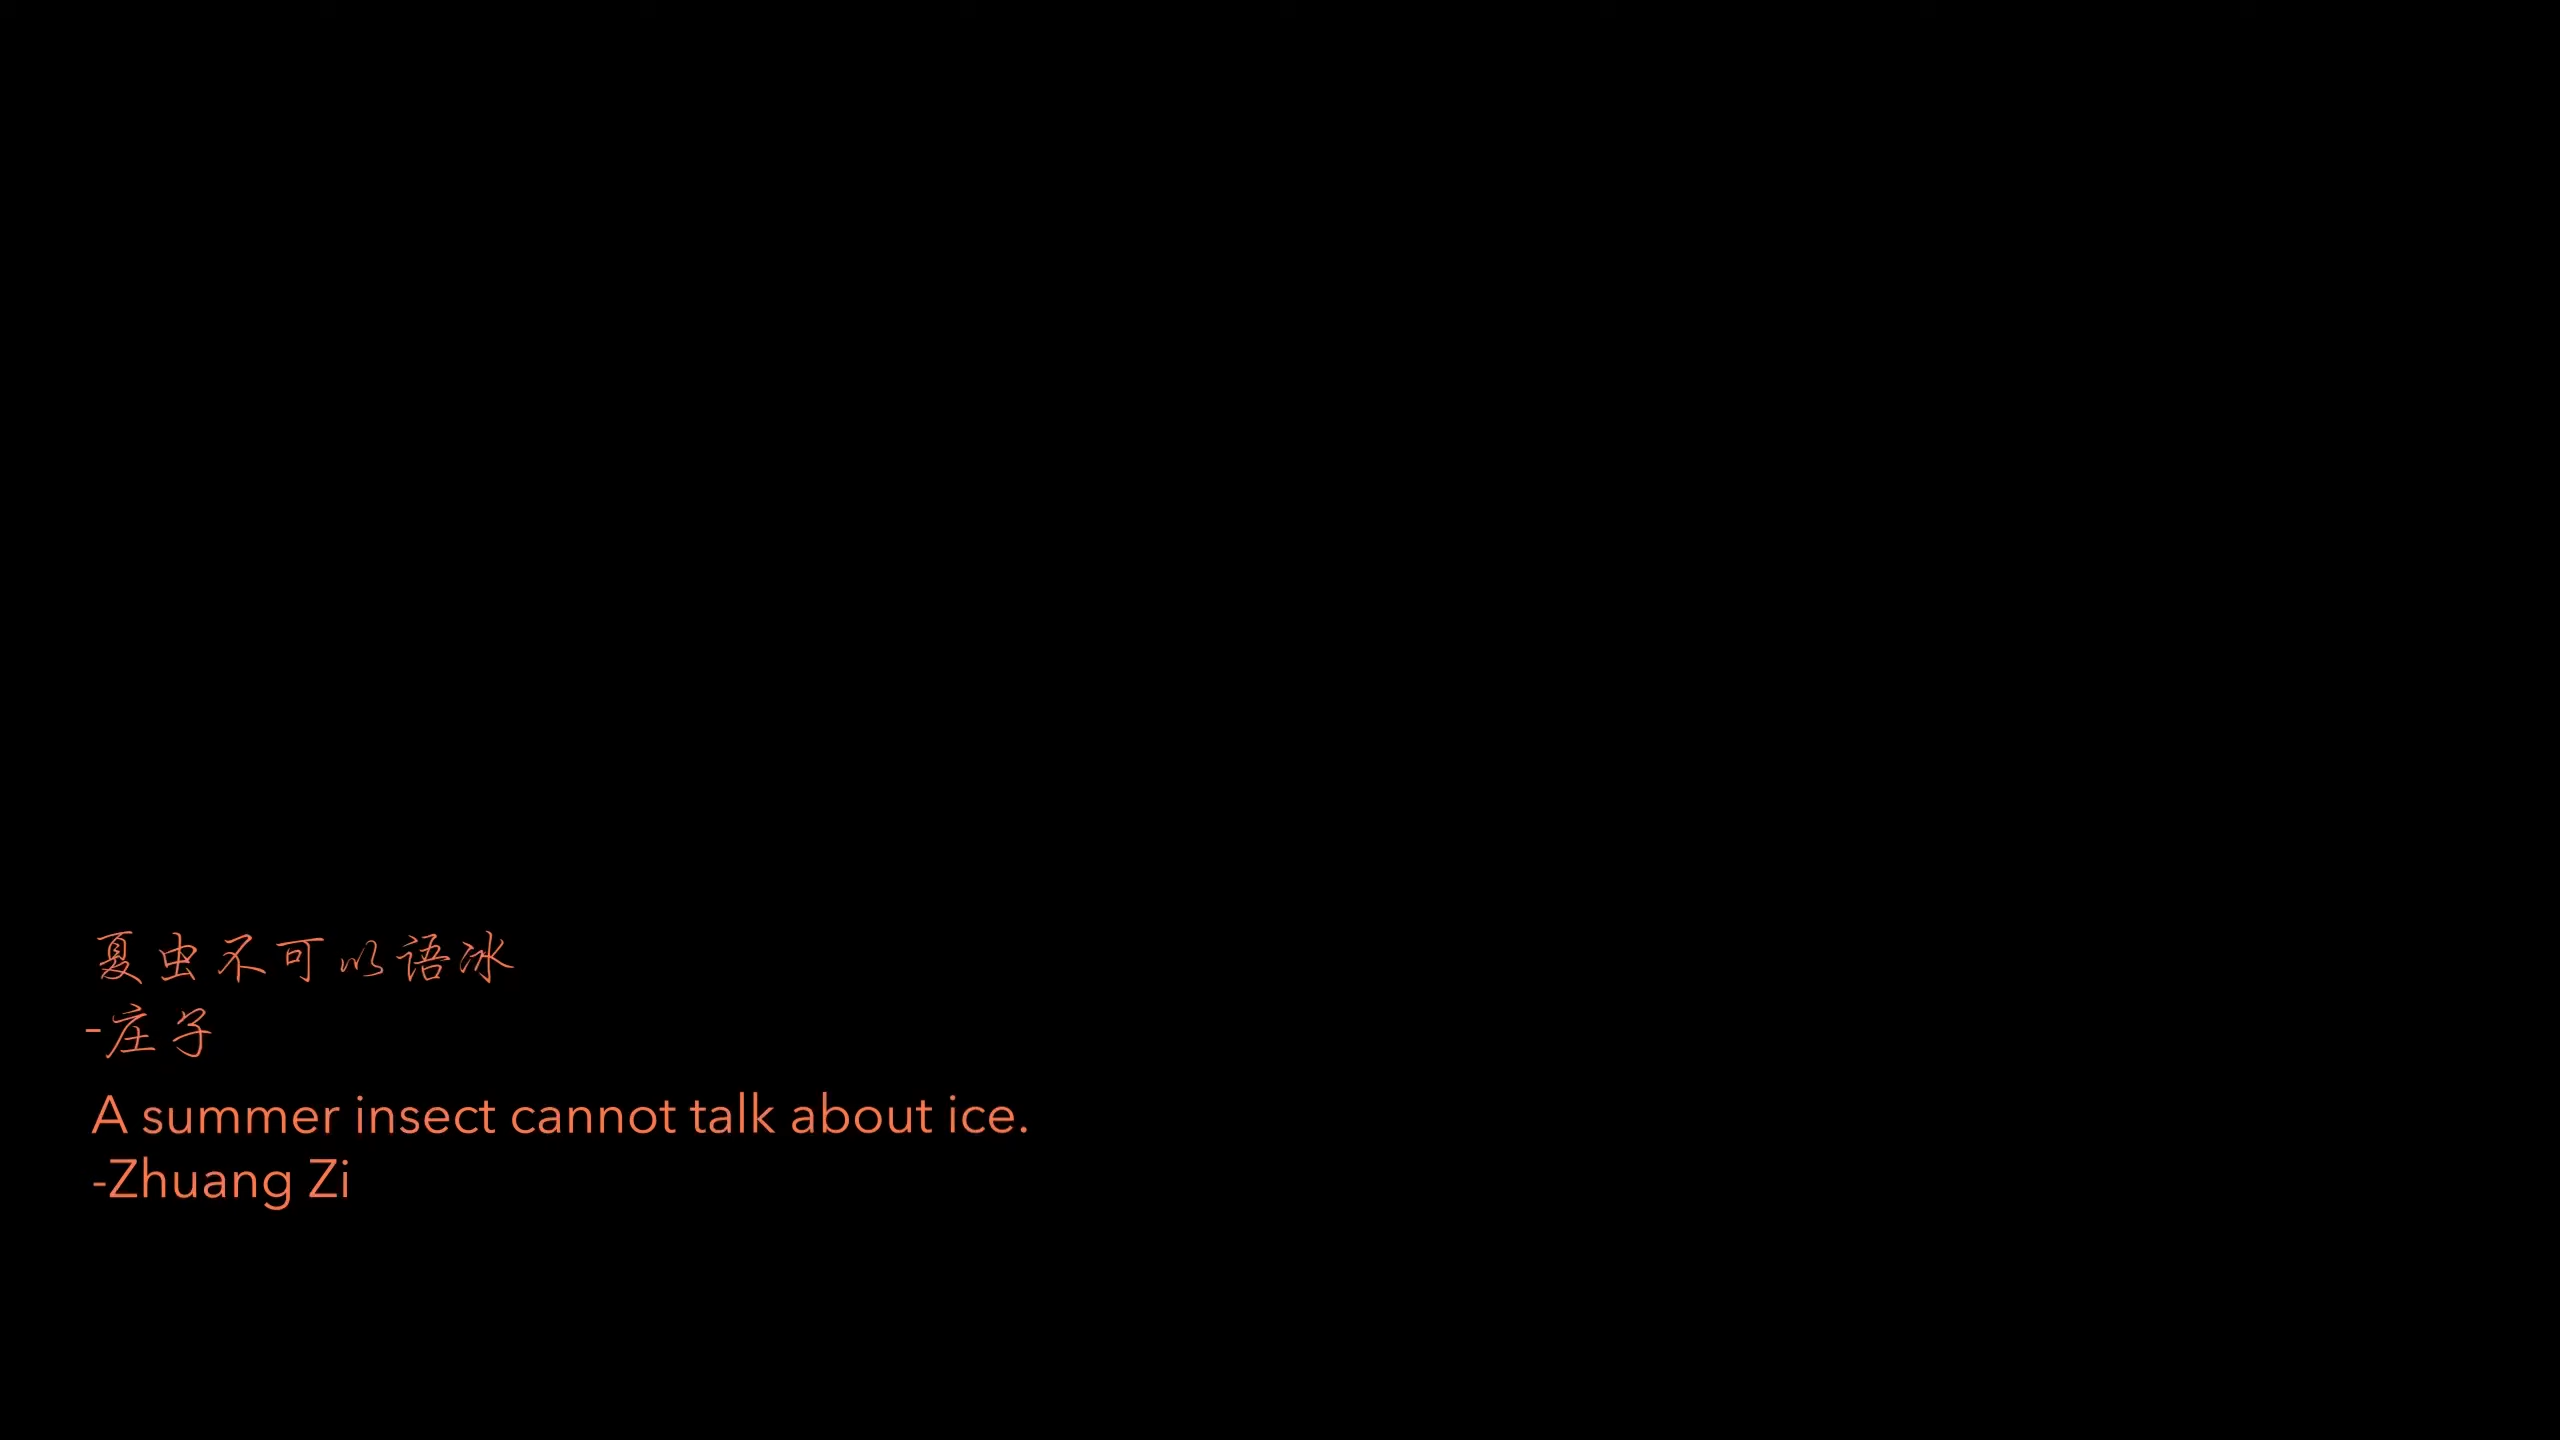 夏虫不可以语冰
-庄子
A summer insect cannot talk about ice.
-Zhuang Zi